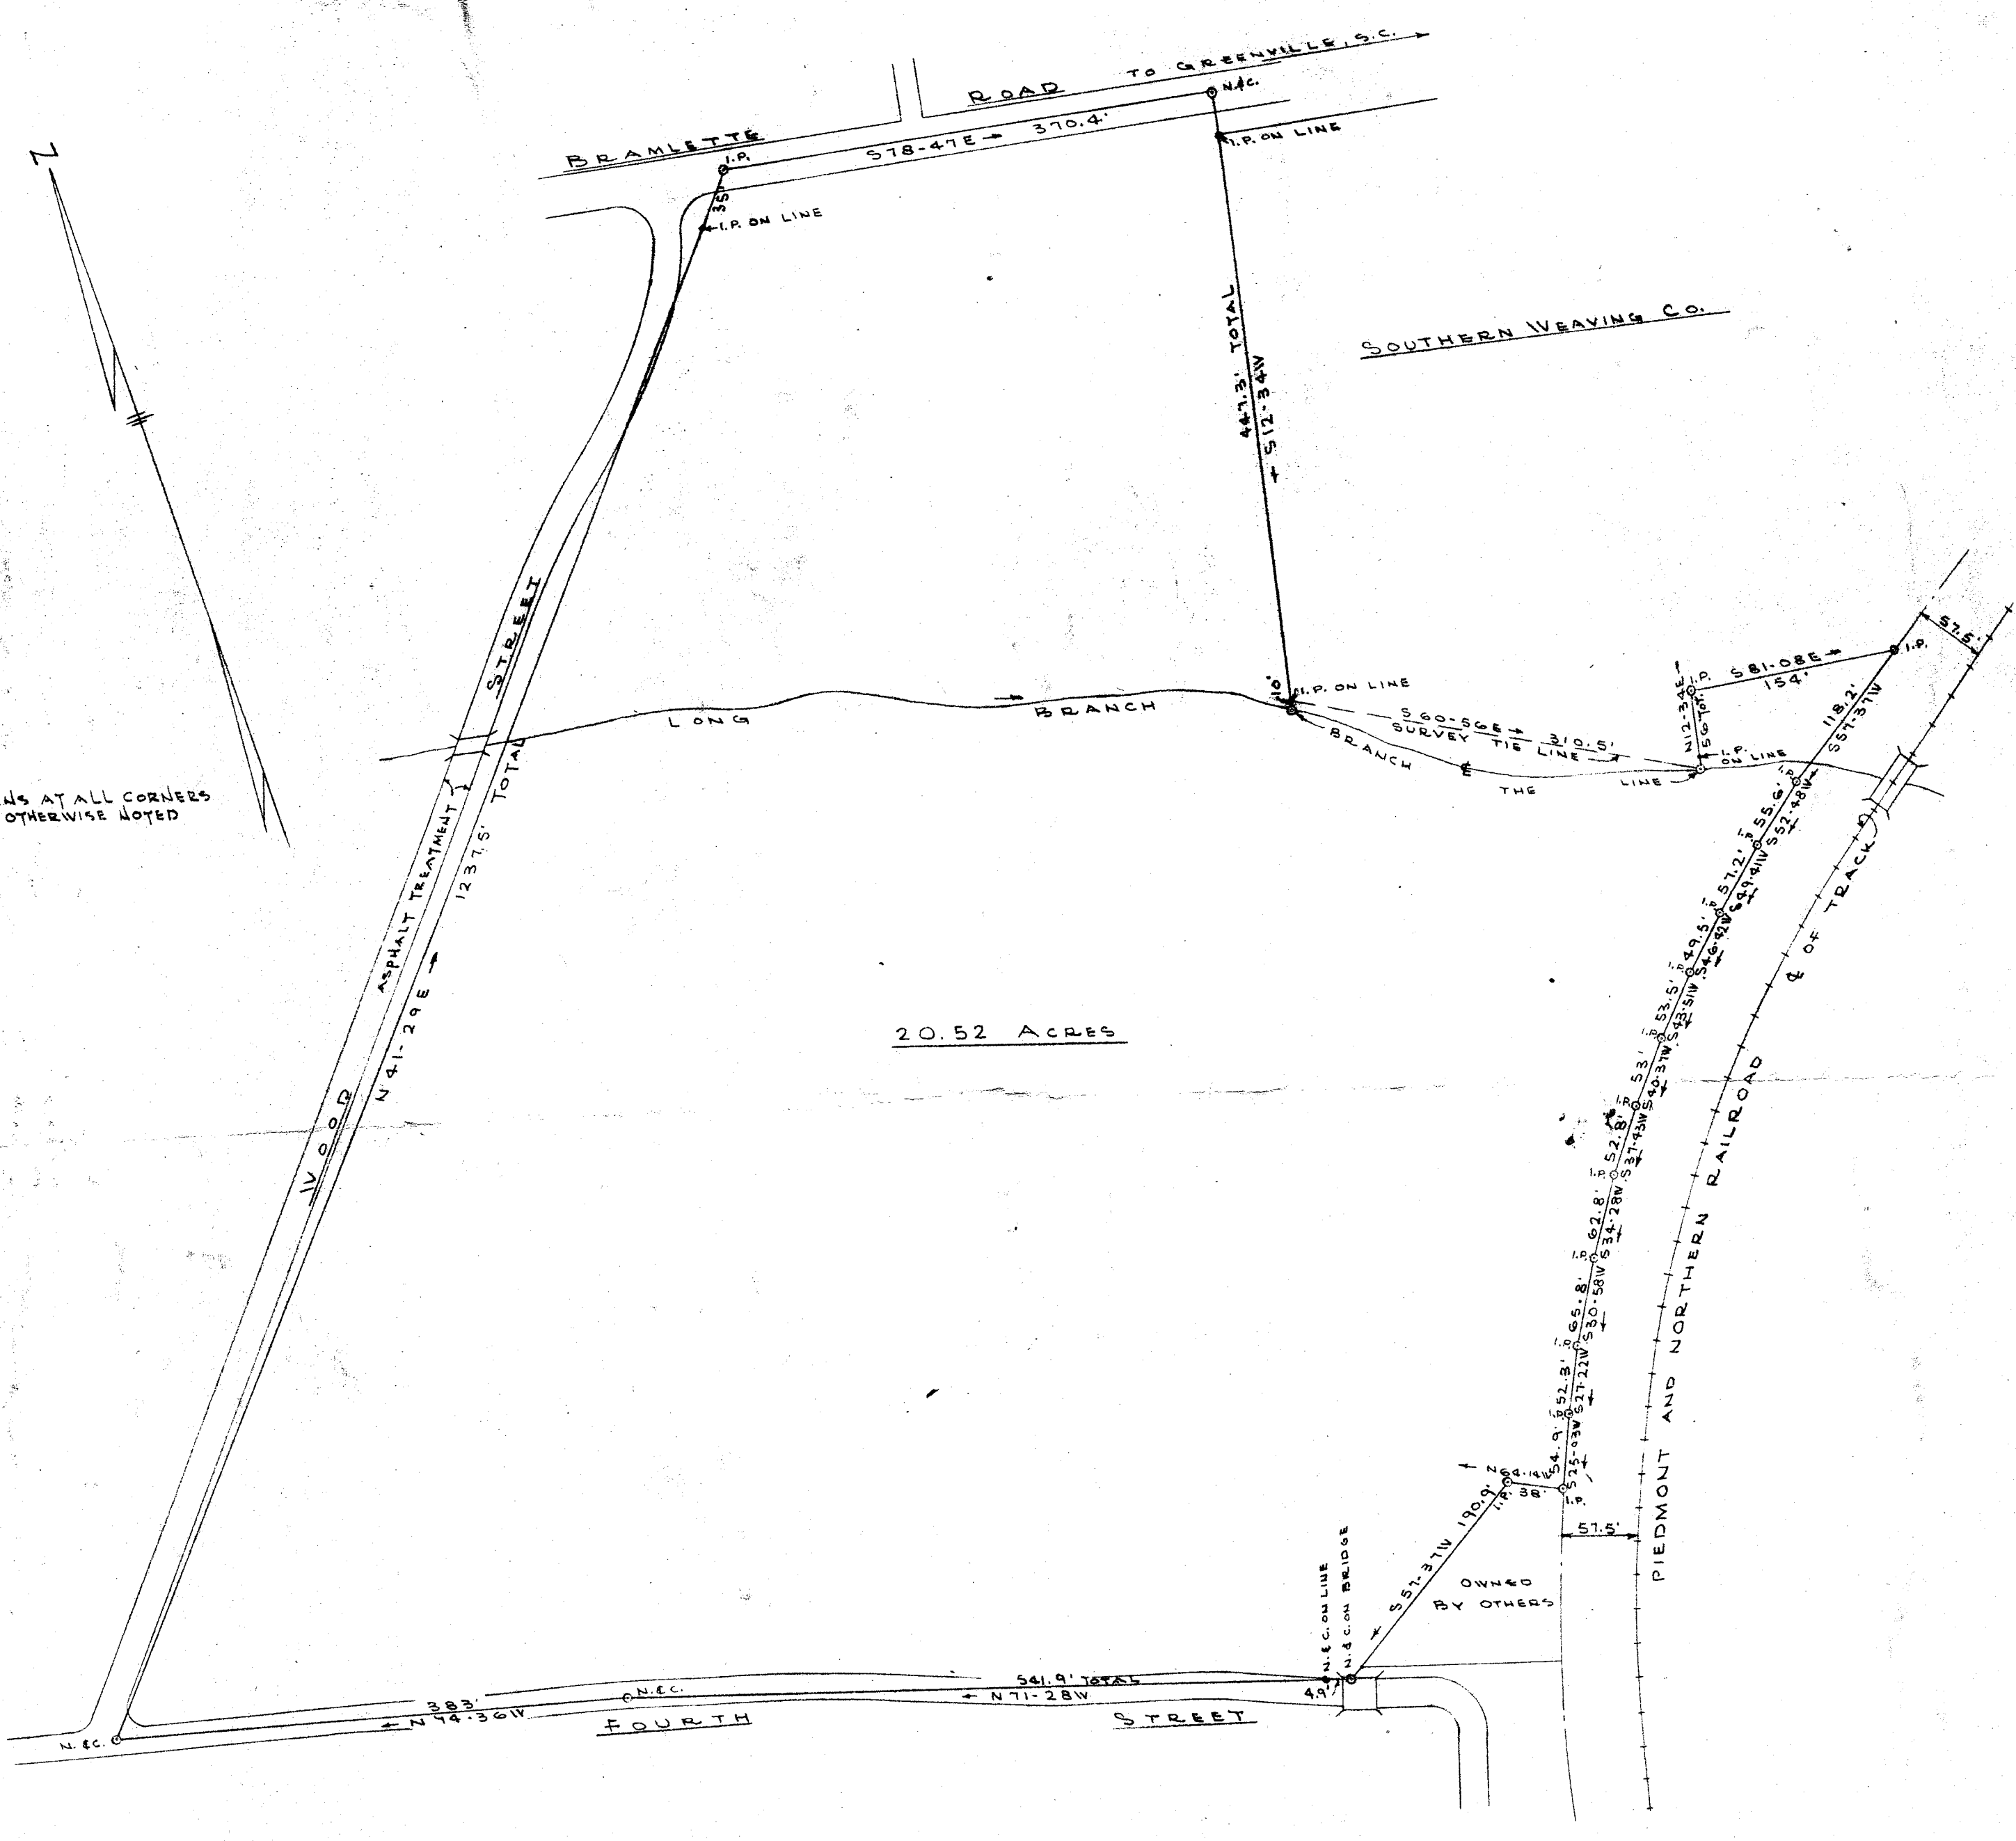 N
BRAMLETTE ROAD TO GREENVILLE, S.C.
N.&C.
I.P.
S78-47E 370.4'
I.P. ON LINE
35'
I.P. ON LINE
SOUTHERN WEAVING CO.
447.3' TOTAL
S12-34W
STREET
10'
I.P. ON LINE
LONG BRANCH
S60-56E 310.5'
SURVEY TIE LINE
BRANCH ℄ THE LINE
N12-34E
56' TOT.
I.P.
I.P.
ON LINE
S81-08E
154'
I.P.
57.5'
118.2'
S57-37W
I.P.
55.6'
S52-48W
I.P.
57.2'
S49-41W
I.P.
49.5'
S46-42W
I.P.
53.5'
S43-51W
I.P.
53'
S40-37W
I.P.
52.8'
S37-43W
I.P.
62.8'
S34-28W
I.P.
65.8'
S30-58W
I.P.
52.3'
S27-22W
I.P.
54.9'
S25-03W
I.P.
℄ OF TRACK
NS AT ALL CORNERS
OTHERWISE NOTED
ASPHALT TREATMENT
1237.5' TOTAL
N41-29E
WOOD
20.52 ACRES
PIEDMONT AND NORTHERN RAILROAD
N64-14W
38'
I.P.
57.5'
S57-37W 190.9'
OWNED
BY OTHERS
N.&C. ON LINE
N.&C. ON BRIDGE
4.9'
541.9' TOTAL
N71-28W
N.&C.
383'
N74-36W
N.&C.
FOURTH STREET